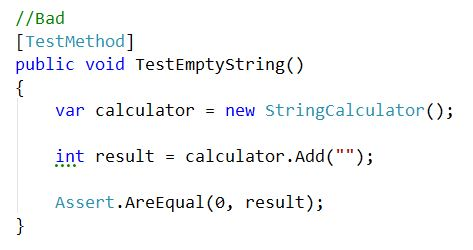 //Bad
[TestMethod]
public void TestEmptyString()
{
    var calculator = new StringCalculator();
    int result = calculator.Add("");
    Assert.AreEqual(0, result);
}